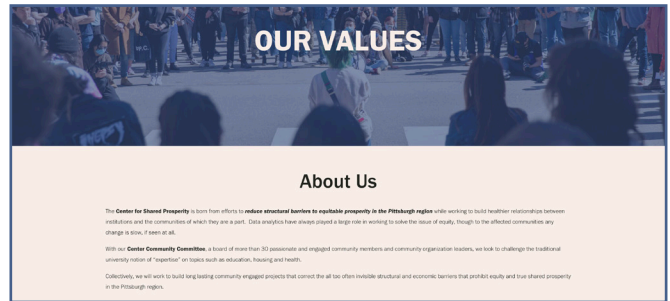 OUR VALUES
About Us
The Center for Shared Prosperity is born from efforts to reduce structural barriers to equitable prosperity in the Pittsburgh region while working to build healthier relationships between
institutions and the communities of which they are a part. Data analytics have always played a large role in working to solve the issue of equity, though to the affected communities any
change is slow, if seen at all.
With our Center Community Committee, a board of more than 30 passionate and engaged community members and community organization leaders, we look to challenge the traditional
university notion of "expertise" on topics such as education, housing and health.
Collectively, we will work to build long lasting community engaged projects that correct the all too often invisible structural and economic barriers that prohibit equity and true shared prosperity
in the Pittsburgh region.